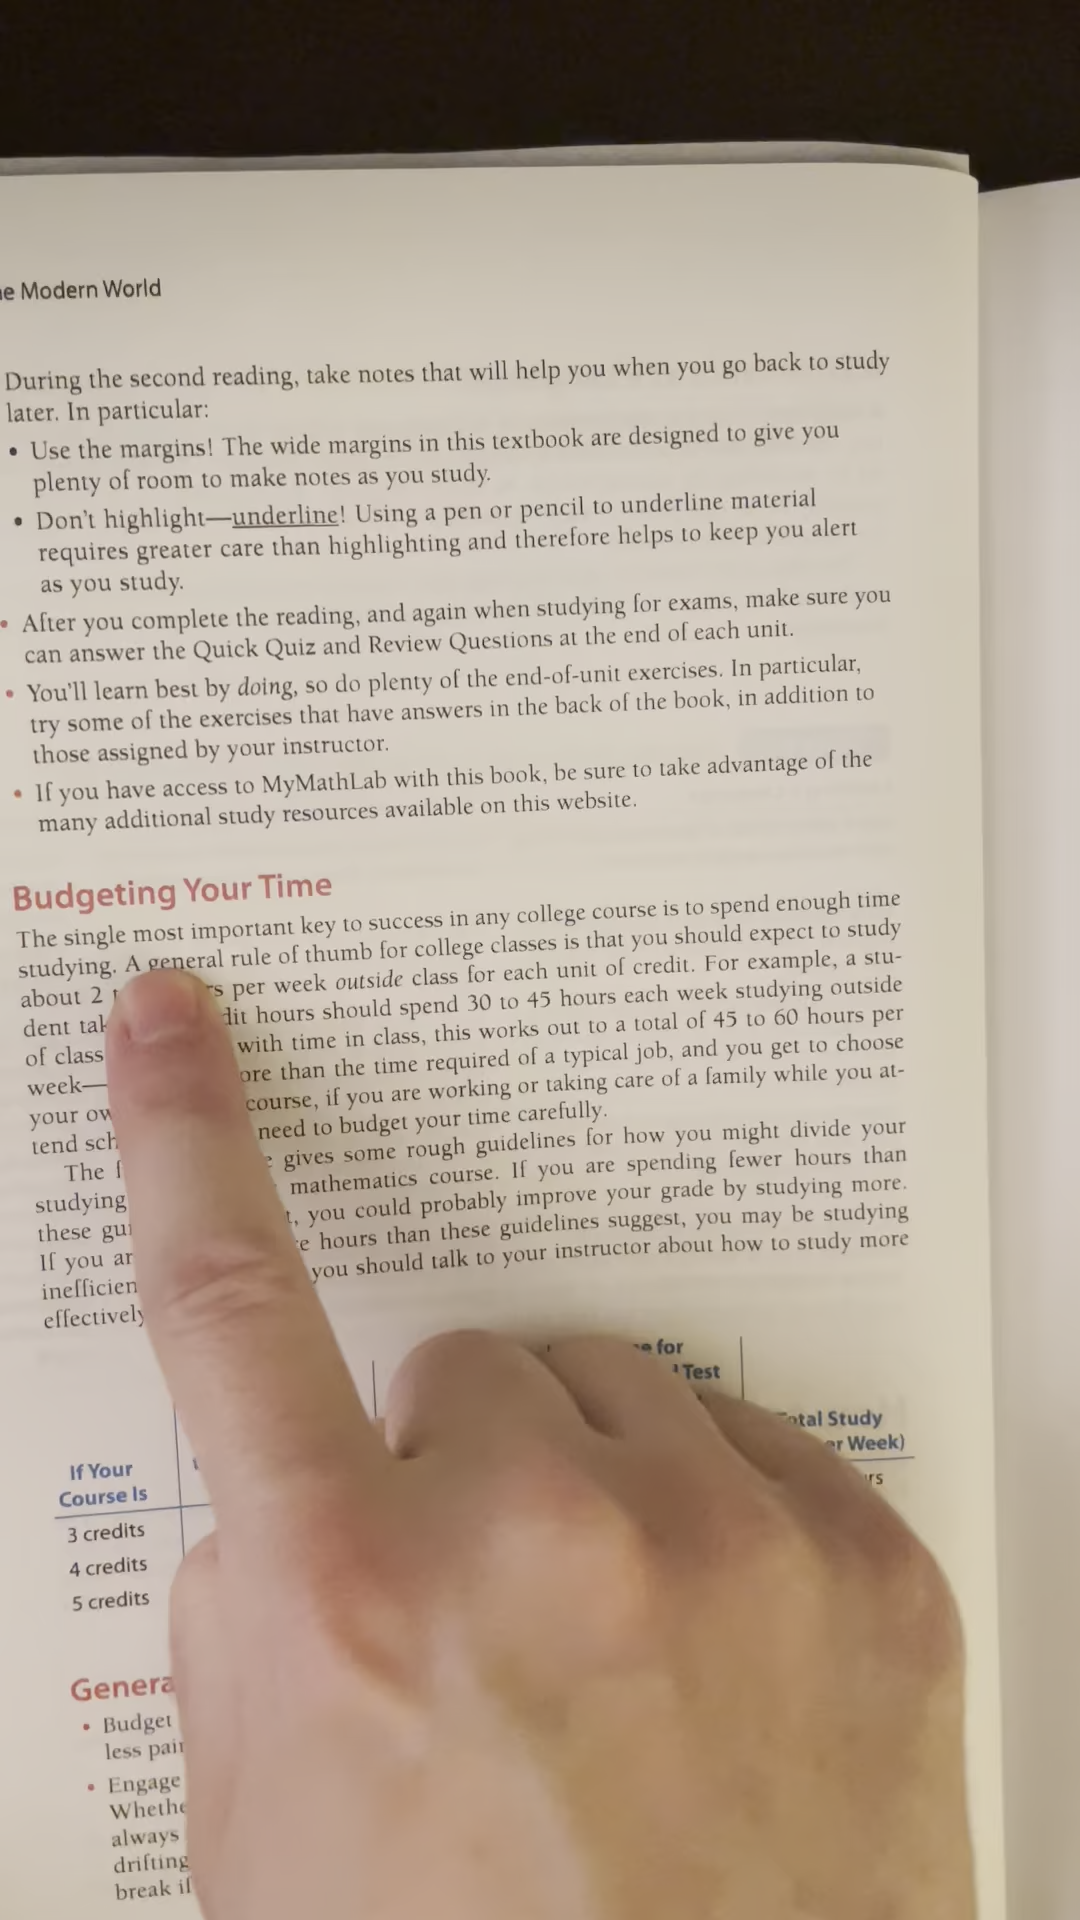 Modern World
During the second reading, take notes that will help you when you go back to study
later. In particular:
• Use the margins! The wide margins in this textbook are designed to give you
plenty of room to make notes as you study.
• Don't highlight—underline! Using a pen or pencil to underline material
requires greater care than highlighting and therefore helps to keep you alert
as you study.
• After you complete the reading, and again when studying for exams, make sure you
can answer the Quick Quiz and Review Questions at the end of each unit.
• You'll learn best by doing, so do plenty of the end-of-unit exercises. In particular,
try some of the exercises that have answers in the back of the book, in addition to
those assigned by your instructor.
• If you have access to MyMathLab with this book, be sure to take advantage of the
many additional study resources available on this website.
Budgeting Your Time
The single most important key to success in any college course is to spend enough time
studying. A general rule of thumb for college classes is that you should expect to study
about 2 per week outside class for each unit of credit. For example, a stu-
dent hours should spend 30 to 45 hours each week studying outside
of class with time in class, this works out to a total of 45 to 60 hours per
week— than the time required of a typical job, and you get to choose
your course, if you are working or taking care of a family while you at-
tend need to budget your time carefully.
The gives some rough guidelines for how you might divide your
studying mathematics course. If you are spending fewer hours than
these you could probably improve your grade by studying more.
If you hours than these guidelines suggest, you may be studying
you should talk to your instructor about how to study more
effectively
for
Test
Total Study
Week)
If Your
Course Is
3 credits
4 credits
5 credits
• Budget
less
• Engage
always
drifting
break